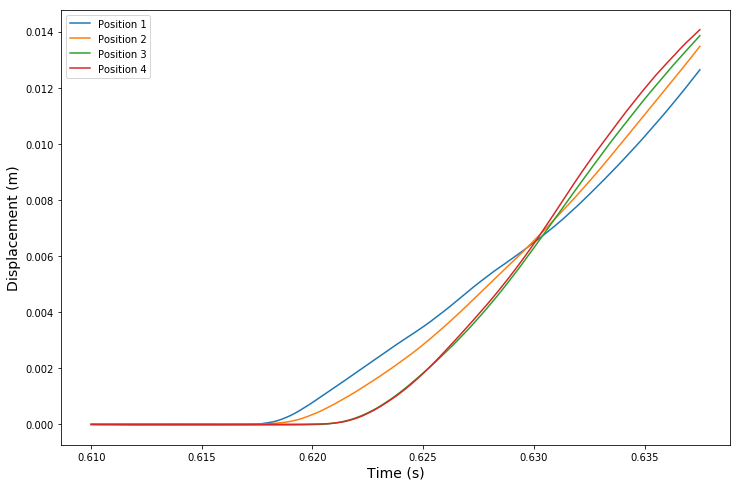 Position 1
Position 2
Position 3
Position 4
0.014
0.012
0.010
0.008
0.006
0.004
0.002
0.000
Displacement (m)
0.610 0.615 0.620 0.625 0.630 0.635
Time (s)